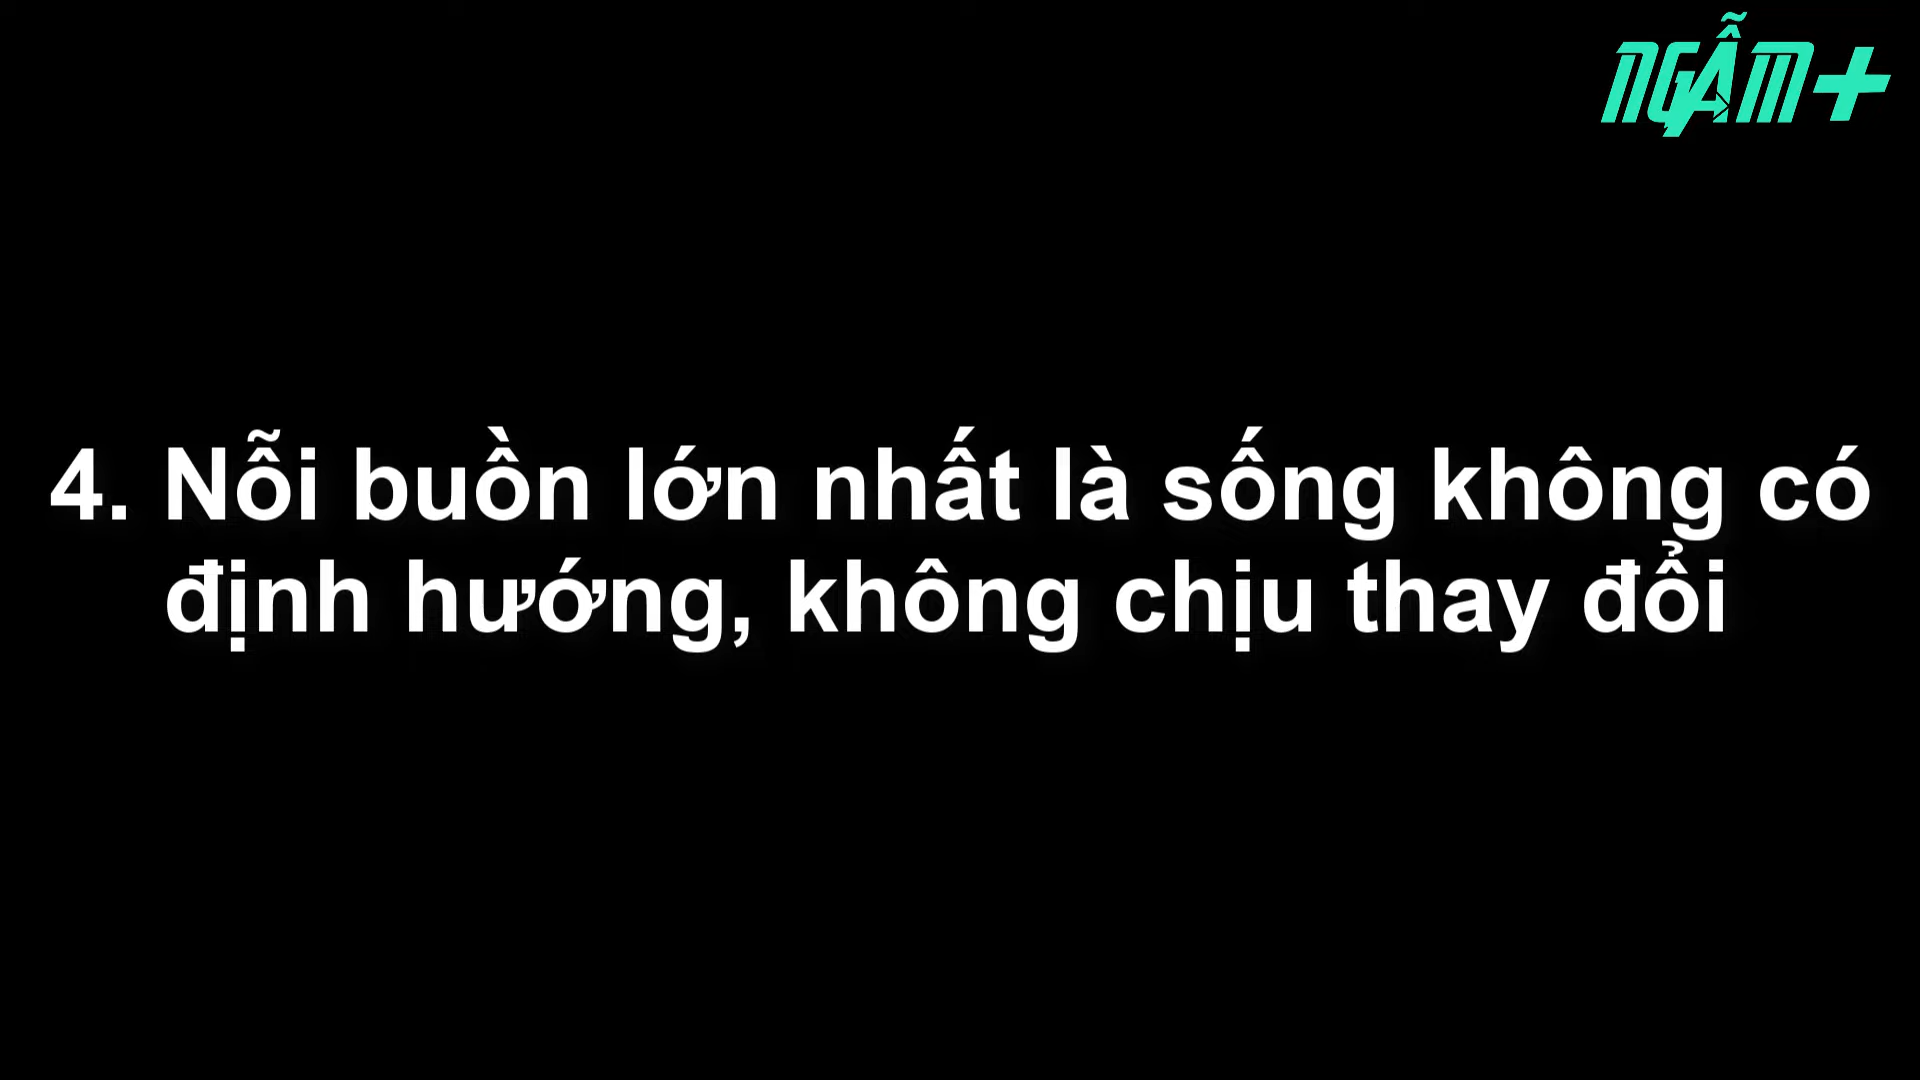 NGẪM+
4. Nỗi buồn lớn nhất là sống không có
định hướng, không chịu thay đổi